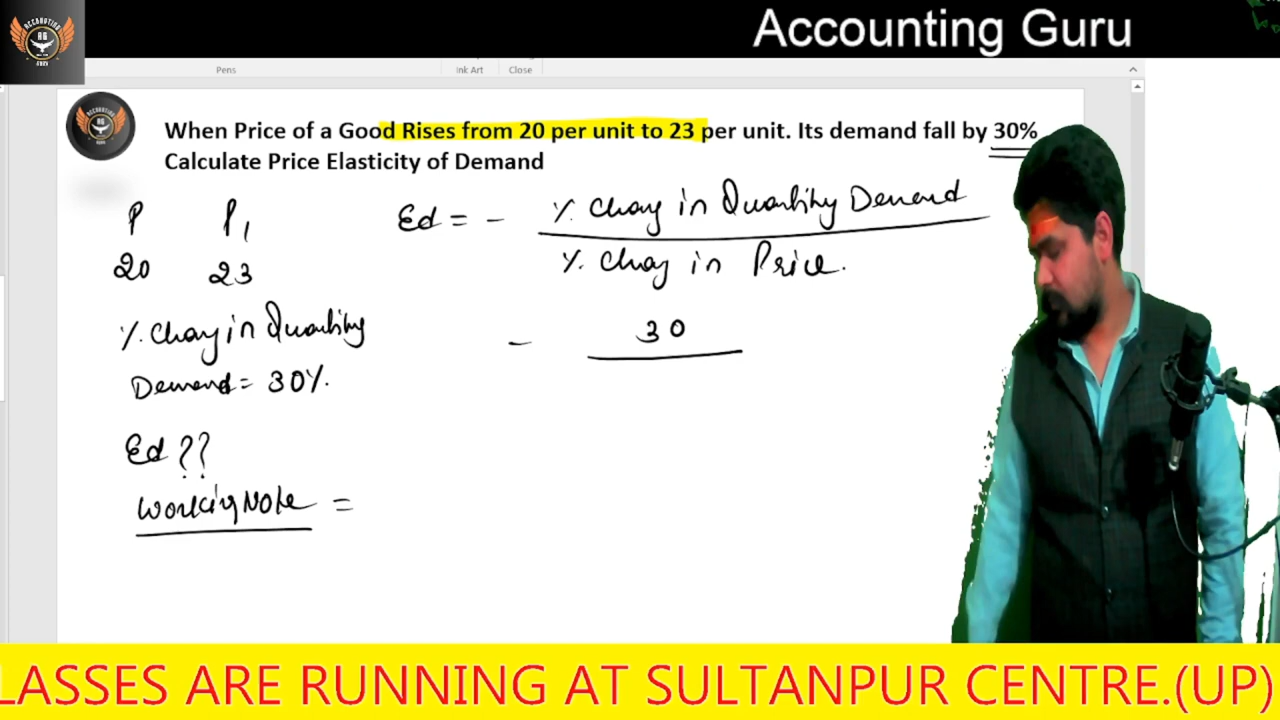 Accounting Guru
Pens Ink Art Close
When Price of a Good Rises from 20 per unit to 23 per unit. Its demand fall by 30%
Calculate Price Elasticity of Demand
P P1
20 23
Ed = - % Chang in Quantity Demand
% Chang in Price.
% Chang in Quantity
Demand = 30%.
- 30
Ed ??
Working Note =
LASSES ARE RUNNING AT SULTANPUR CENTRE.(UP)